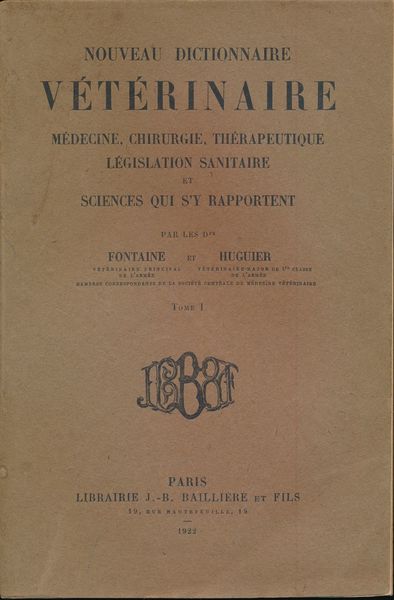 NOUVEAU DICTIONNAIRE
VÉTÉRINAIRE
MÉDECINE, CHIRURGIE, THÉRAPEUTIQUE
LÉGISLATION SANITAIRE
ET
SCIENCES QUI S'Y RAPPORTENT
PAR LES Drs
FONTAINE ET HUGUIER
VÉTÉRINAIRE PRINCIPAL VÉTÉRINAIRE-MAJOR DE 1re CLASSE
DE L'ARMÉE DE L'ARMÉE
MEMBRES CORRESPONDANTS DE LA SOCIÉTÉ CENTRALE DE MÉDECINE VÉTÉRINAIRE
TOME I
PARIS
LIBRAIRIE J.-B. BAILLIÈRE ET FILS
19, RUE HAUTEFEUILLE, 19
1922